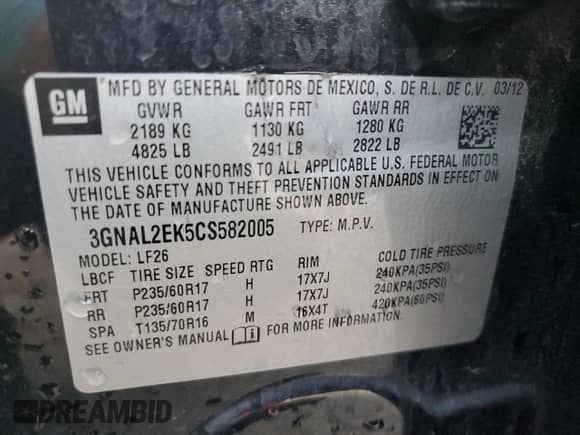 GM
MFD BY GENERAL MOTORS DE MEXICO, S. DE R.L. DE C.V. 03/12
GVWR GAWR FRT GAWR RR
2189 KG 1130 KG 1280 KG
4825 LB 2491 LB 2822 LB
THIS VEHICLE CONFORMS TO ALL APPLICABLE U.S. FEDERAL MOTOR
VEHICLE SAFETY AND THEFT PREVENTION STANDARDS IN EFFECT ON
THE DATE OF MANUFACTURE SHOWN ABOVE.
3GNAL2EK5CS582005 TYPE: M.P.V.
MODEL: LF26
LBCF TIRE SIZE SPEED RTG RIM
FRT P235/60R17 H 17X7J 240KPA(35PSI)
RR P235/60R17 H 17X7J 240KPA(35PSI)
SPA T135/70R16 M 16X4T 420KPA(60PSI)
SEE OWNER'S MANUAL FOR MORE INFORMATION.
DREAMBID